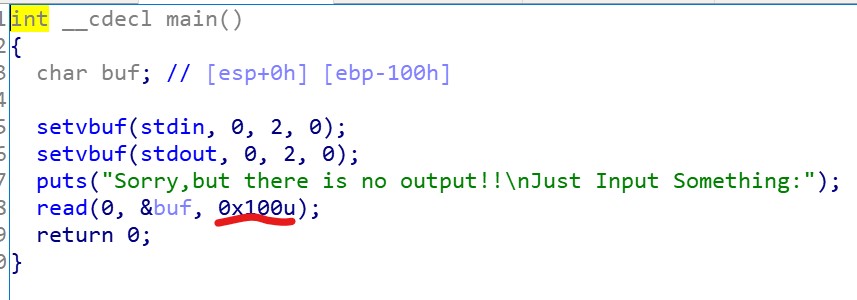 1 int __cdecl main()
2 {
3 char buf; // [esp+0h] [ebp-100h]
4
5 setvbuf(stdin, 0, 2, 0);
6 setvbuf(stdout, 0, 2, 0);
7 puts("Sorry,but there is no output!!\nJust Input Something:");
8 read(0, &buf, 0x100u);
9 return 0;
0 }